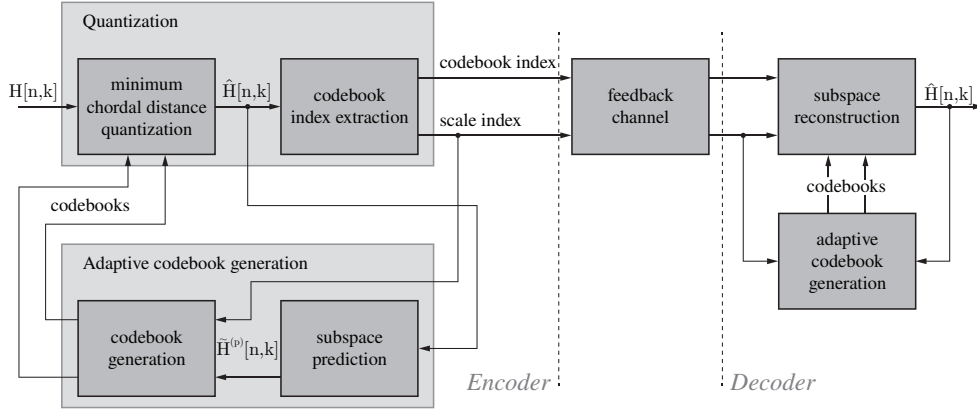 Quantization
H[n,k]
minimum
chordal distance
quantization
Ĥ[n,k]
codebook
index extraction
codebook index
scale index
feedback
channel
subspace
reconstruction
Ĥ[n,k]
codebooks
codebooks
adaptive
codebook
generation
Adaptive codebook generation
codebook
generation
H̃⁽ᵖ⁾[n,k]
subspace
prediction
Encoder
Decoder